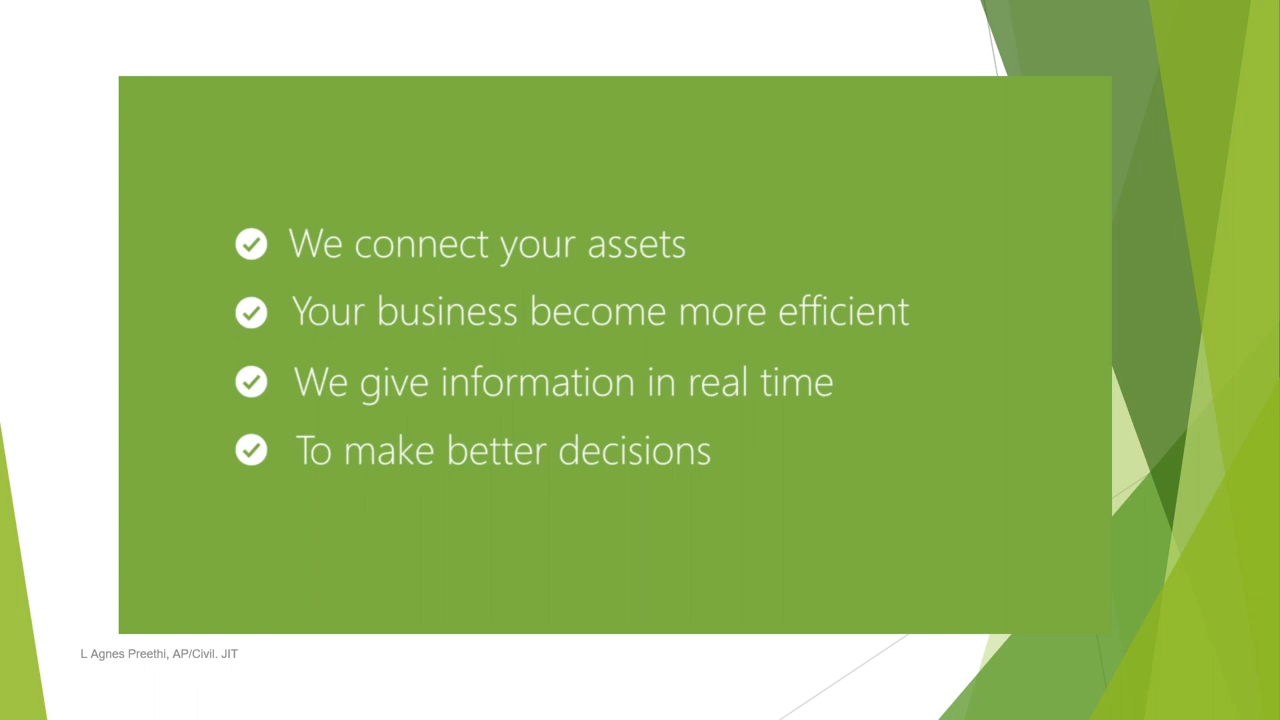 We connect your assets
Your business become more efficient
We give information in real time
To make better decisions
L Agnes Preethi, AP/Civil. JIT